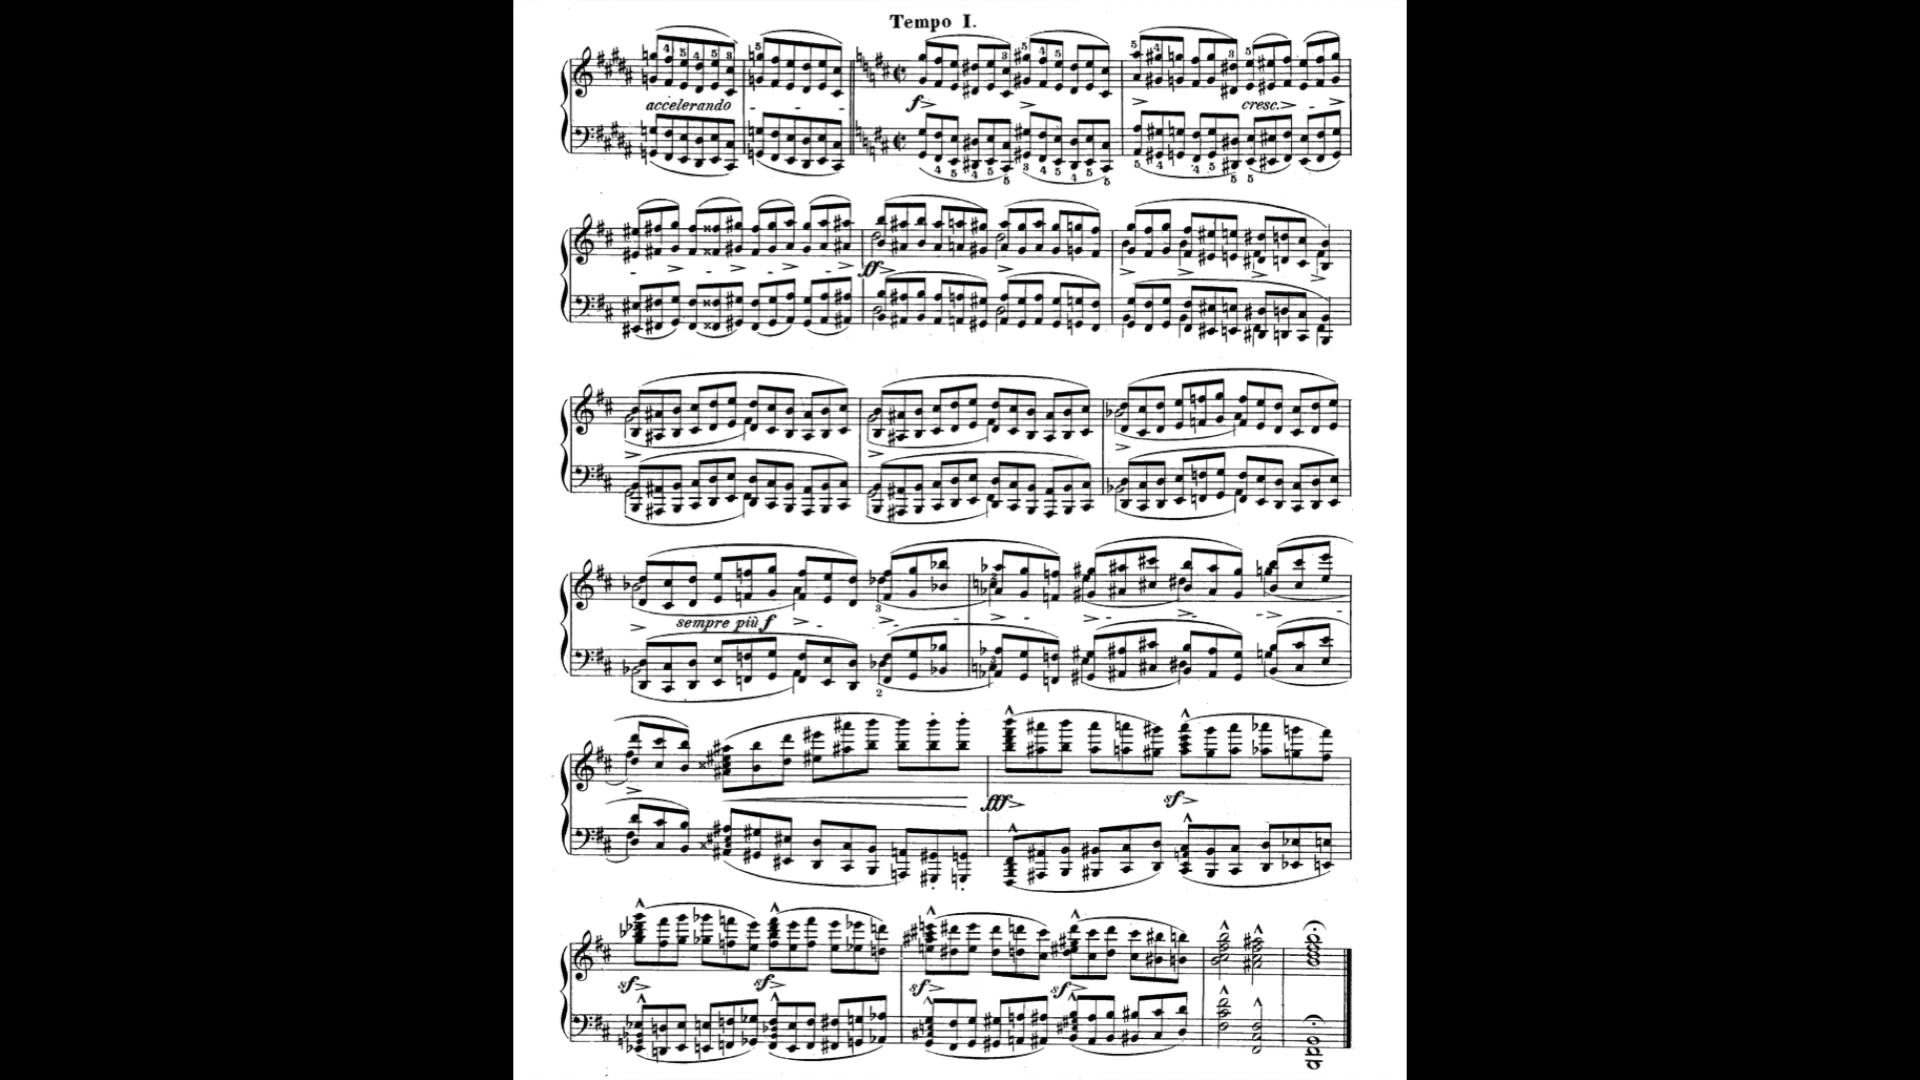 Tempo I.
accelerando
f
cresc.
ff
sempre più f
fff
sf
sf
sf
sf
sf